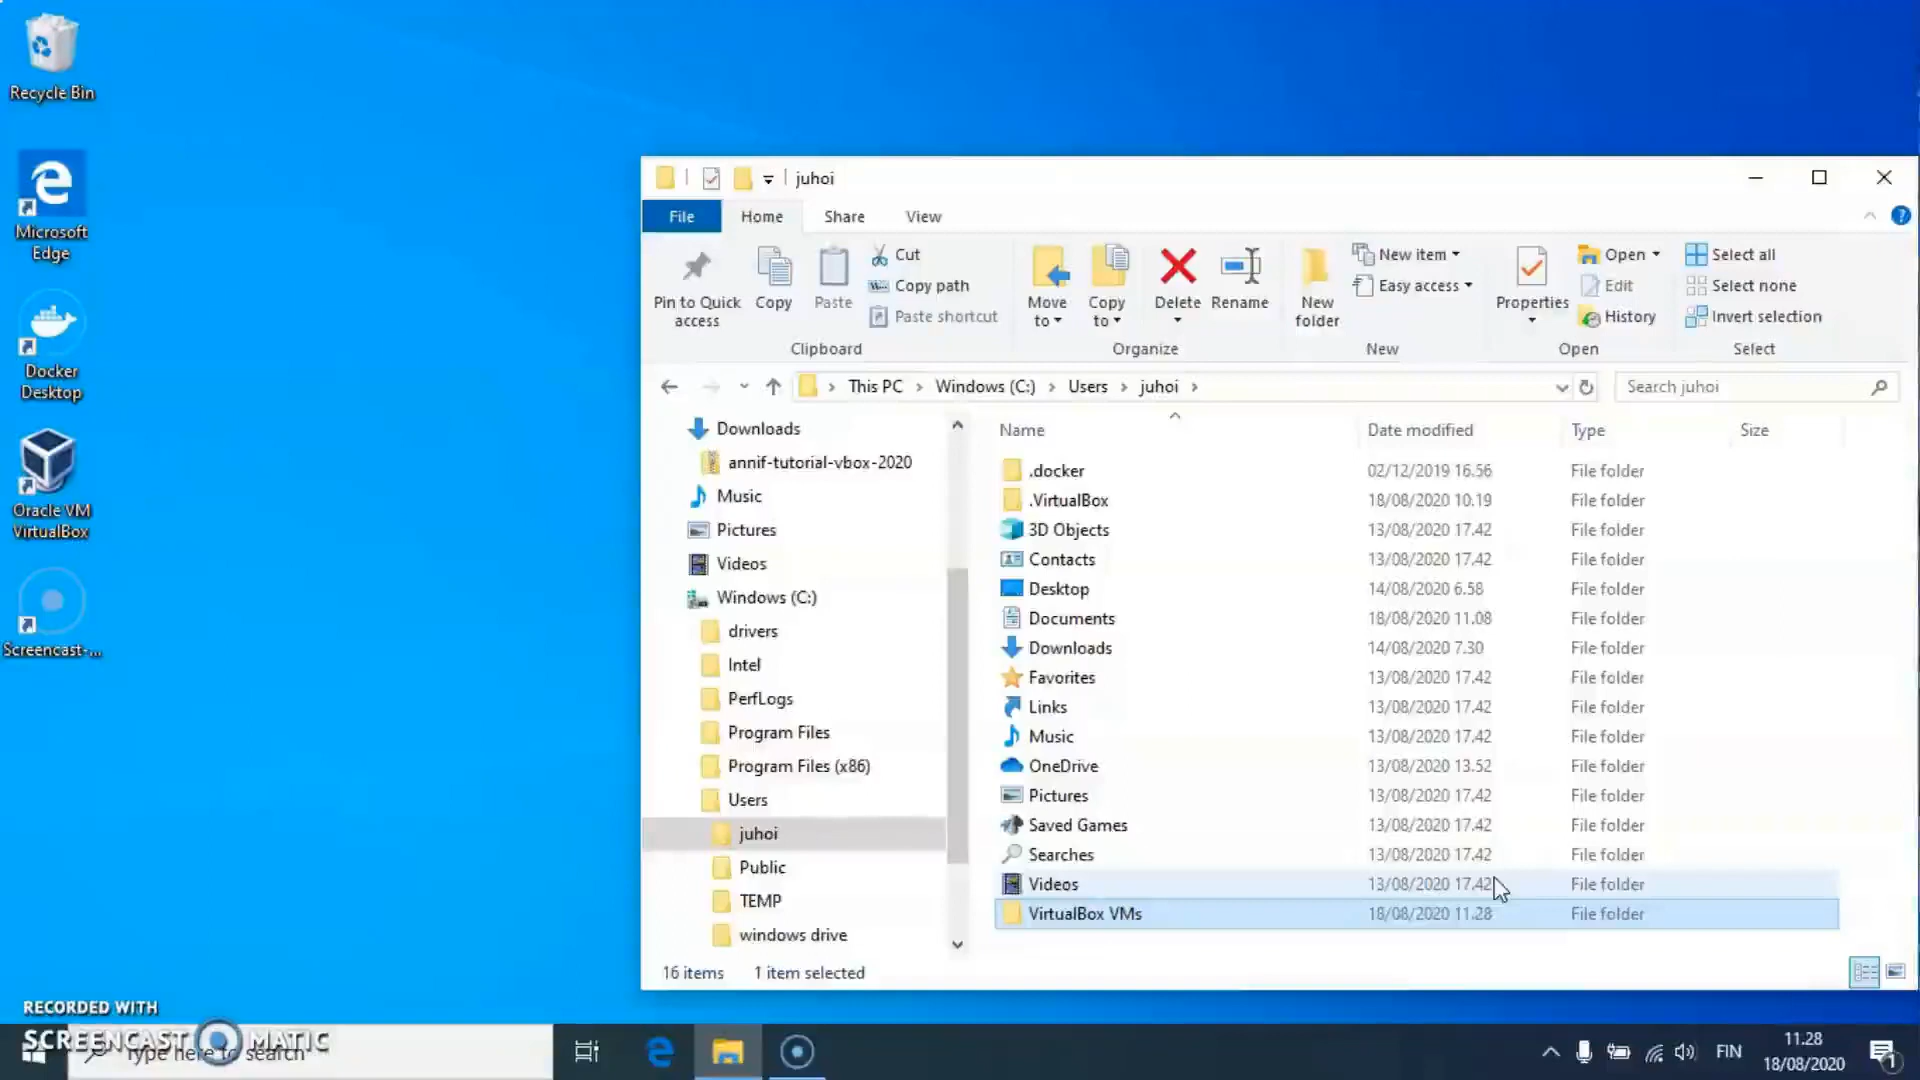 Recycle Bin
Microsoft
Edge
Docker
Desktop
Oracle VM
VirtualBox
Screencast-...
juhoi
File
Home
Share
View
Pin to Quick
access
Copy
Paste
Cut
Copy path
Paste shortcut
Clipboard
Move
to
Copy
to
Delete
Rename
Organize
New
folder
New item
Easy access
New
Properties
Open
Edit
History
Open
Select all
Select none
Invert selection
Select
This PC
Windows (C:)
Users
juhoi
Search juhoi
Downloads
annif-tutorial-vbox-2020
Music
Pictures
Videos
Windows (C:)
drivers
Intel
PerfLogs
Program Files
Program Files (x86)
Users
juhoi
Public
TEMP
windows drive
Name Date modified Type Size
.docker 02/12/2019 16.56 File folder
.VirtualBox 18/08/2020 10.19 File folder
3D Objects 13/08/2020 17.42 File folder
Contacts 13/08/2020 17.42 File folder
Desktop 14/08/2020 6.58 File folder
Documents 18/08/2020 11.08 File folder
Downloads 14/08/2020 7.30 File folder
Favorites 13/08/2020 17.42 File folder
Links 13/08/2020 17.42 File folder
Music 13/08/2020 17.42 File folder
OneDrive 13/08/2020 13.52 File folder
Pictures 13/08/2020 17.42 File folder
Saved Games 13/08/2020 17.42 File folder
Searches 13/08/2020 17.42 File folder
Videos 13/08/2020 17.42 File folder
VirtualBox VMs 18/08/2020 11.28 File folder
16 items 1 item selected
RECORDED WITH
SCREENCAST MATIC
Type here to search
FIN
11.28
18/08/2020
1